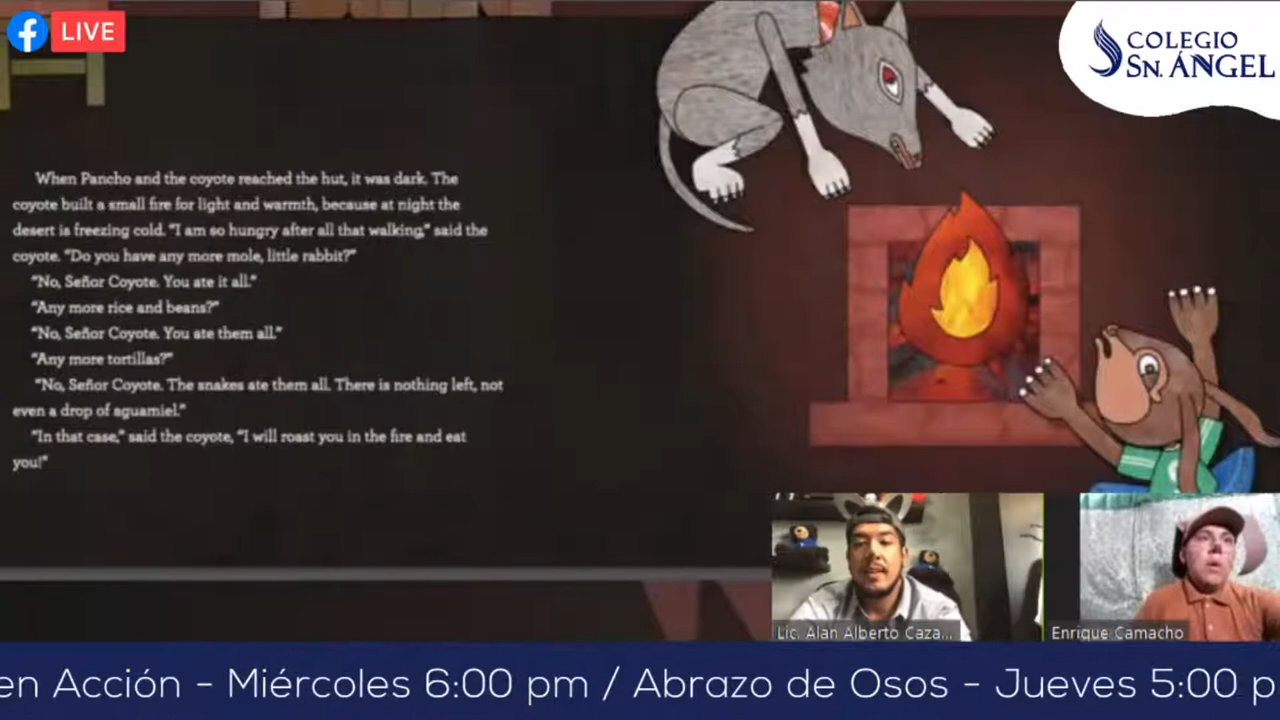 LIVE
COLEGIO
SN. ÁNGEL
When Pancho and the coyote reached the hut, it was dark. The
coyote built a small fire for light and warmth, because at night the
desert is freezing cold. "I am so hungry after all that walking," said the
coyote. "Do you have any more mole, little rabbit?"
"No, Señor Coyote. You ate it all."
"Any more rice and beans?"
"No, Señor Coyote. You ate them all."
"Any more tortillas?"
"No, Señor Coyote. The snakes ate them all. There is nothing left, not
even a drop of aguamiel."
"In that case," said the coyote, "I will roast you in the fire and eat
you!"
Lic. Alan Alberto Caza...
Enrique Camacho
en Acción - Miércoles 6:00 pm / Abrazo de Osos - Jueves 5:00 p